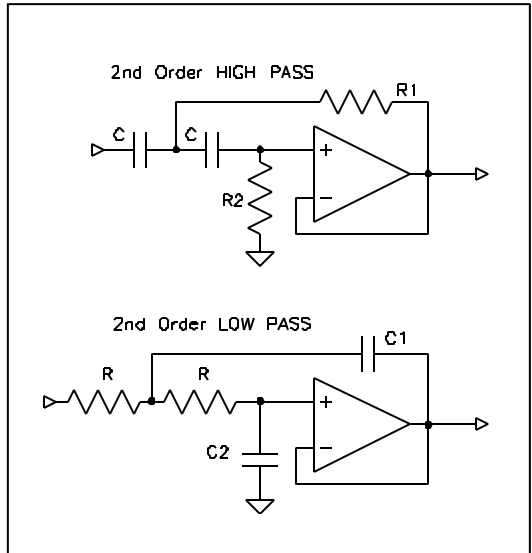 2nd Order HIGH PASS
R1
C C
+
R2
-
2nd Order LOW PASS
C1
R R
+
C2
-